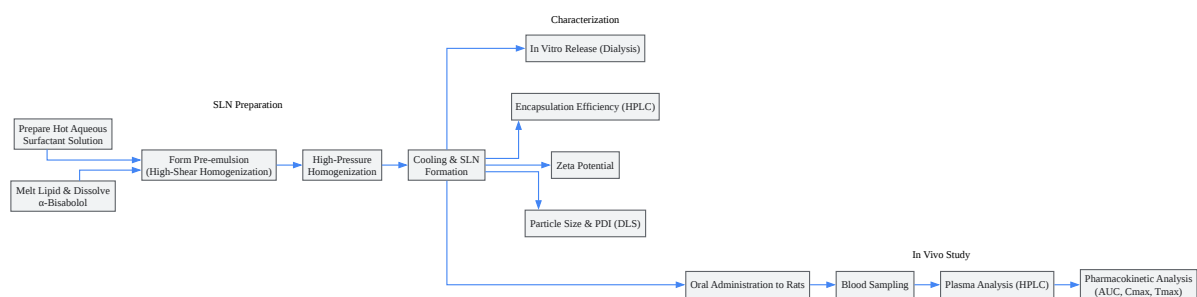 Characterization
In Vitro Release (Dialysis)
SLN Preparation
Encapsulation Efficiency (HPLC)
Prepare Hot Aqueous
Surfactant Solution
Form Pre-emulsion
(High-Shear Homogenization)
High-Pressure
Homogenization
Cooling & SLN
Formation
Zeta Potential
Melt Lipid & Dissolve
α-Bisabolol
Particle Size & PDI (DLS)
In Vivo Study
Oral Administration to Rats
Blood Sampling
Plasma Analysis (HPLC)
Pharmacokinetic Analysis
(AUC, Cmax, Tmax)